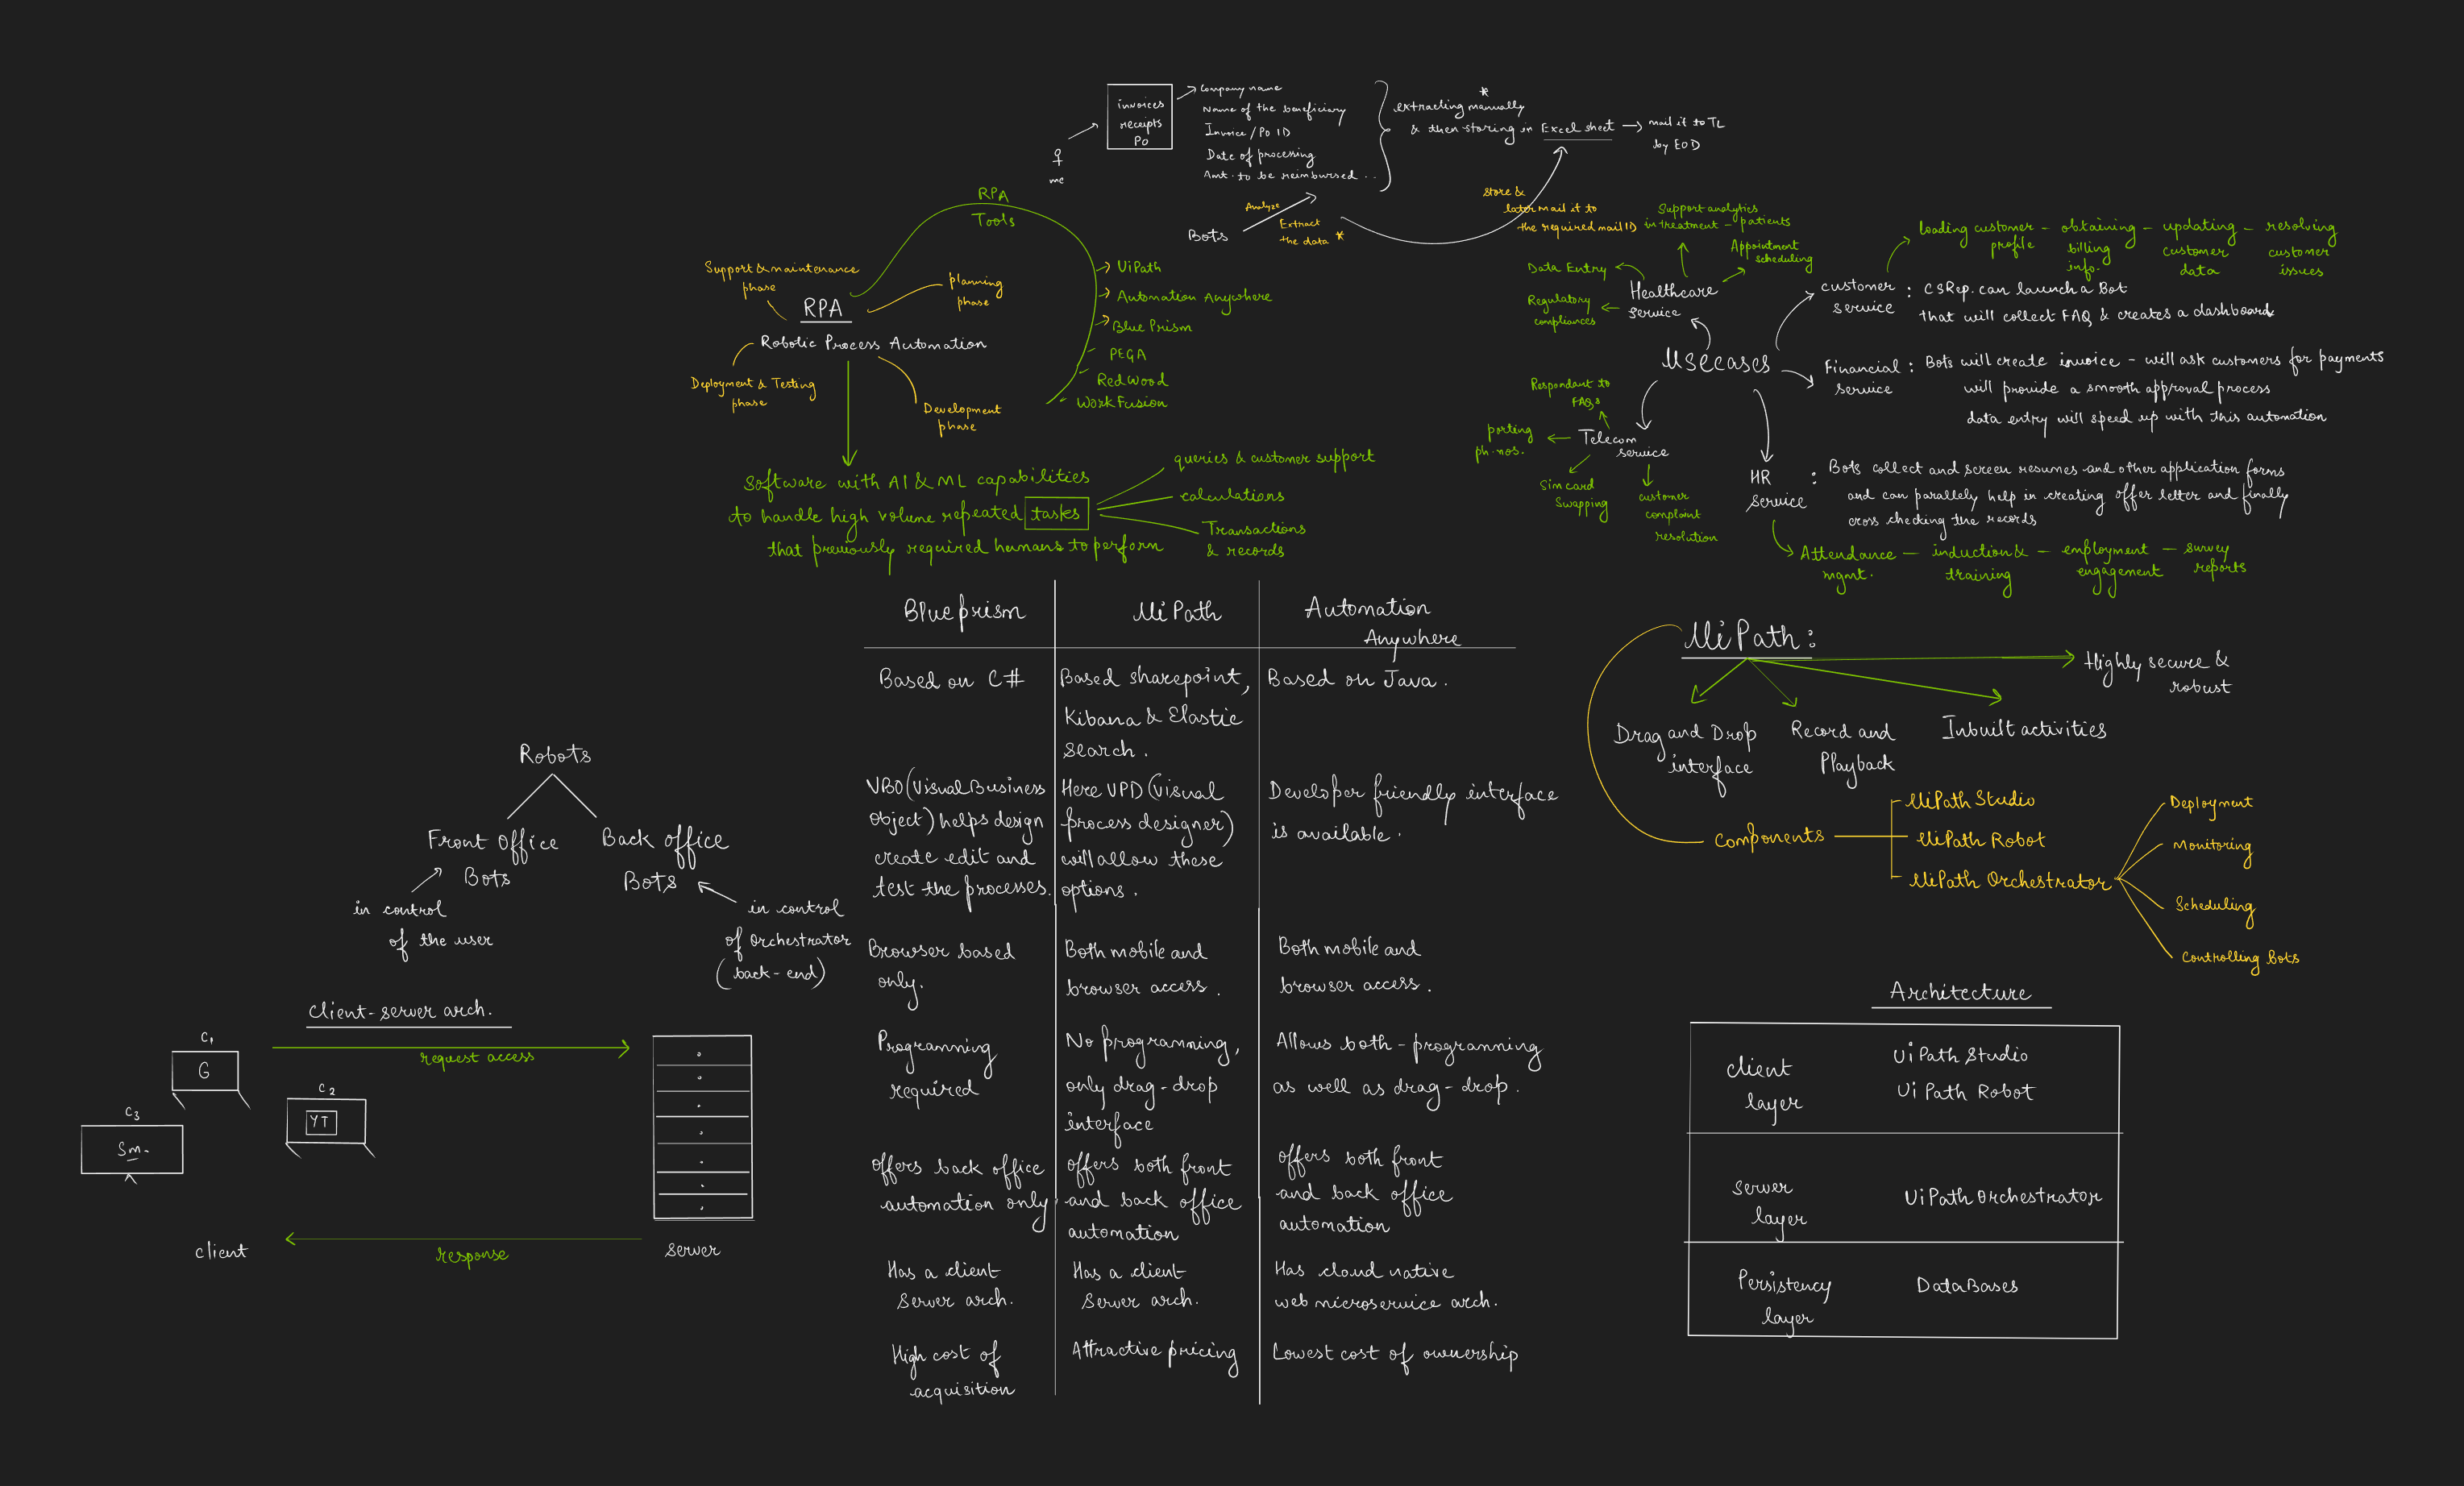 invoices
receipts
PO
me
Company name
Name of the beneficiary
Invoice/PO ID
Date of processing
Amt. to be reimbursed ..
*
extracting manually
& then storing in Excel sheet
mail it to TL
by EOD
Bots
Analyze
Extract
the data *
store &
later mail it to
the required mail ID
RPA
Tools
UiPath
Automation Anywhere
Blue Prism
PEGA
Redwood
WorkFusion
Support & maintenance
phase
planning
phase
RPA
Robotic Process Automation
Deployment & Testing
phase
Development
phase
Software with AI & ML capabilities
to handle high volume repeated tasks
that previously required humans to perform
queries & customer support
calculations
Transactions
& records
Usecases
Healthcare
service
Support analytics
in treatment - patients
Appointment
scheduling
Data Entry
Regulatory
compliances
customer
service
: CSRep. can launch a Bot
that will collect FAQ & creates a dashboard
loading customer - obtaining - updating - resolving
profile billing customer customer
info. data issues
Financial
service
: Bots will create invoice - will ask customers for payments
will provide a smooth approval process
data entry will speed up with this automation
Telecom
service
Respondant to
FAQs
porting
ph. nos.
Sim card
Swapping
customer
complaint
resolution
HR
service
: Bots collect and screen resumes and other application forms
and can parallely help in creating offer letter and finally
cross checking the records
Attendance - induction & - employment - survey
mgmt. training engagement reports
Blue prism
UiPath
Automation
Anywhere
Based on C#
Based sharepoint,
Kibana & Elastic
search.
Based on Java.
VBO (Visual Business
object) helps design
create edit and
test the processes.
Here VPD (Visual
process designer)
will allow these
options.
Developer friendly interface
is available.
Browser based
only.
Both mobile and
browser access.
Both mobile and
browser access.
Programming
required
No programming,
only drag-drop
interface
Allows both - programming
as well as drag-drop.
offers back office
automation only
offers both front
and back office
automation
offers both front
and back office
automation
Has a client
Server arch.
Has a client
Server arch.
Has cloud native
web microservice arch.
High cost of
acquisition
Attractive pricing
Lowest cost of ownership
Robots
Front Office
Bots
Back office
Bots
in control
of the user
in control
of orchestrator
(back-end)
Client-server arch.
C1
G
C2
YT
C3
Sm.
request access
response
client
server
UiPath:
Highly secure &
robust
Drag and Drop
interface
Record and
Playback
Inbuilt activities
Components
UiPath Studio
UiPath Robot
UiPath Orchestrator
Deployment
Monitoring
Scheduling
Controlling Bots
Architecture
client
layer
UiPath Studio
UiPath Robot
server
layer
UiPath Orchestrator
Persistency
layer
DataBases